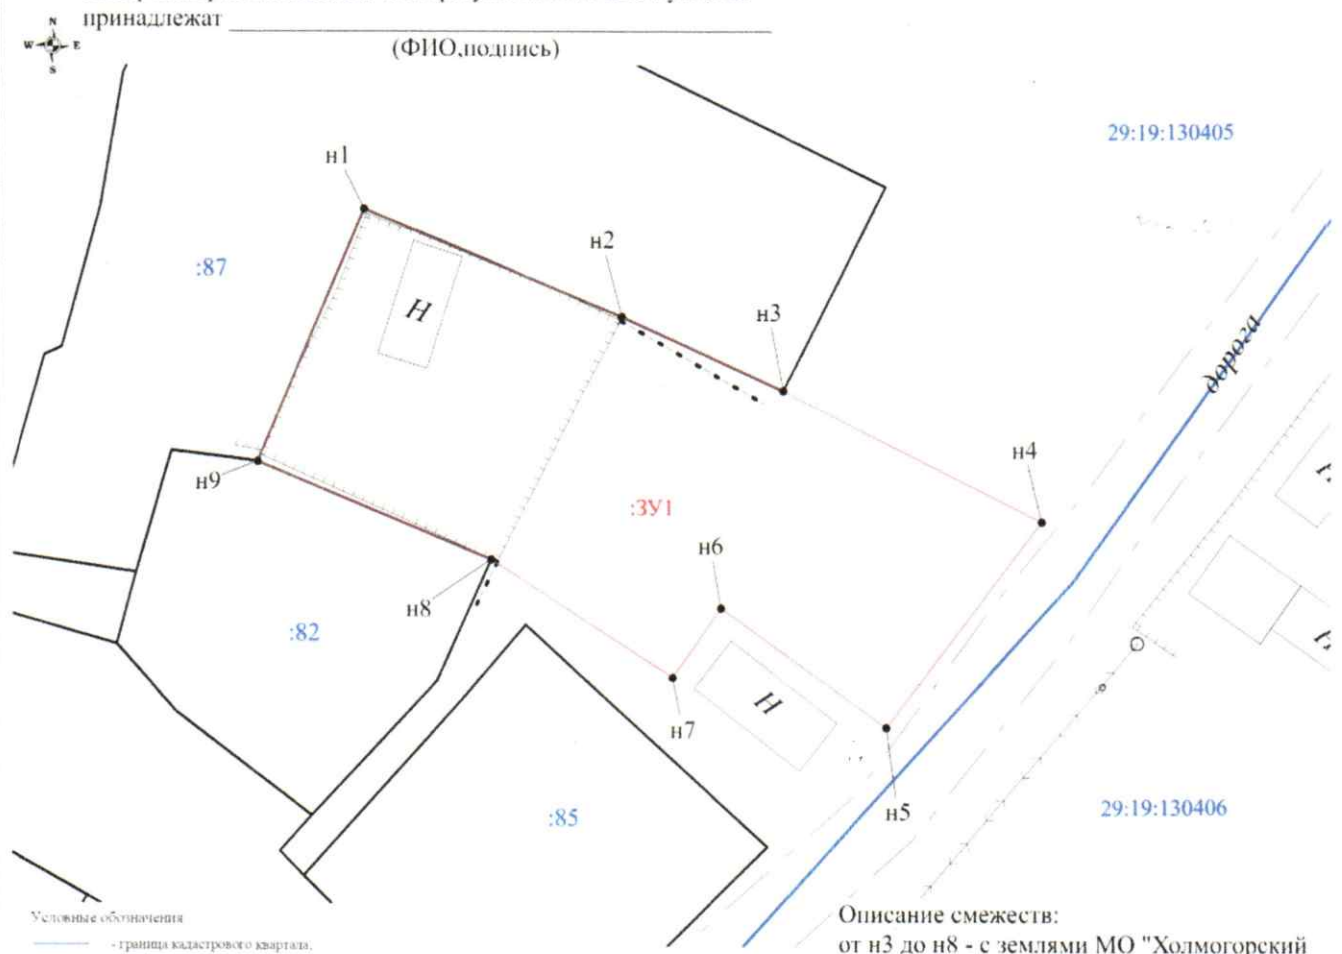 принадлежат
(ФИО,подпись)
N
W E
S
29:19:130405
н1
н2
:87
Н
н3
дорога
н4
н9
:ЗУ1
н6
н8
:82
н7
Н
н5
:85
29:19:130406
Условные обозначения
- граница кадастрового квартала,
Описание смежеств:
от н3 до н8 - с землями МО "Холмогорский